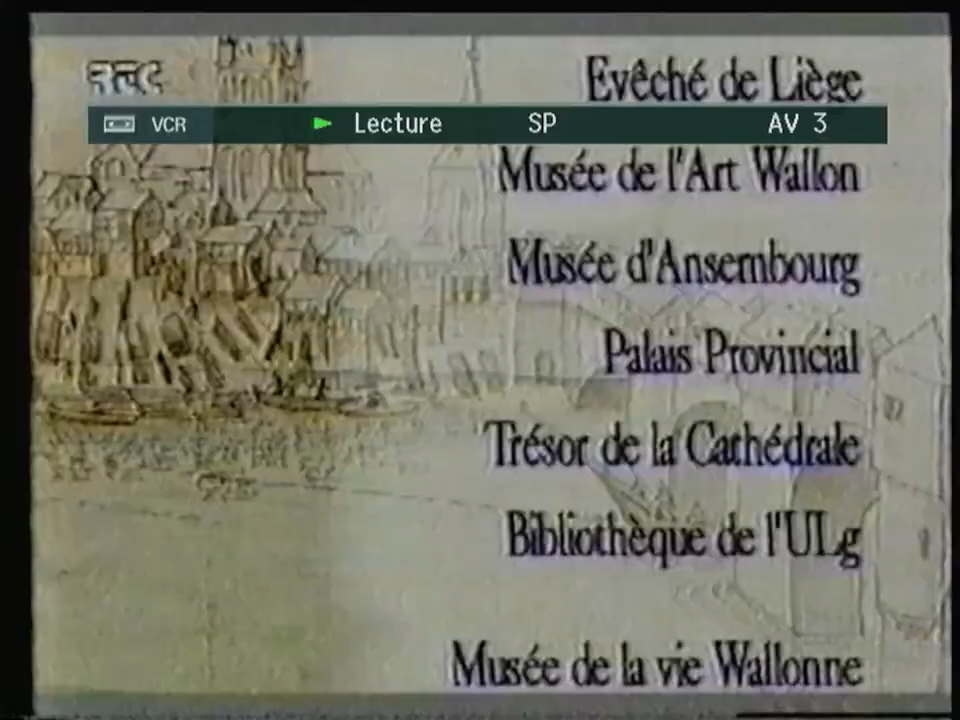 RTC
Evêché de Liège
VCR Lecture SP AV 3
Musée de l'Art Wallon
Musée d'Ansembourg
Palais Provincial
Trésor de la Cathédrale
Bibliothèque de l'ULg
Musée de la vie Wallonne